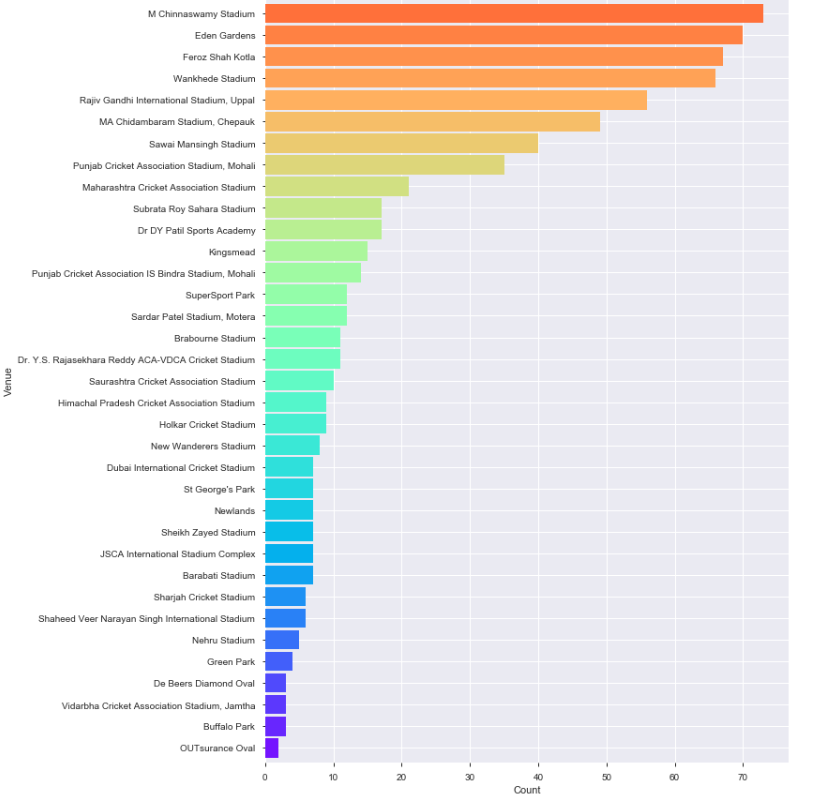 M Chinnaswamy Stadium
Eden Gardens
Feroz Shah Kotla
Wankhede Stadium
Rajiv Gandhi International Stadium, Uppal
MA Chidambaram Stadium, Chepauk
Sawai Mansingh Stadium
Punjab Cricket Association Stadium, Mohali
Maharashtra Cricket Association Stadium
Subrata Roy Sahara Stadium
Dr DY Patil Sports Academy
Kingsmead
Punjab Cricket Association IS Bindra Stadium, Mohali
SuperSport Park
Sardar Patel Stadium, Motera
Brabourne Stadium
Dr. Y.S. Rajasekhara Reddy ACA-VDCA Cricket Stadium
Saurashtra Cricket Association Stadium
Himachal Pradesh Cricket Association Stadium
Holkar Cricket Stadium
New Wanderers Stadium
Dubai International Cricket Stadium
St George's Park
Newlands
Sheikh Zayed Stadium
JSCA International Stadium Complex
Barabati Stadium
Sharjah Cricket Stadium
Shaheed Veer Narayan Singh International Stadium
Nehru Stadium
Green Park
De Beers Diamond Oval
Vidarbha Cricket Association Stadium, Jamtha
Buffalo Park
OUTsurance Oval
Venue
0 10 20 30 40 50 60 70
Count